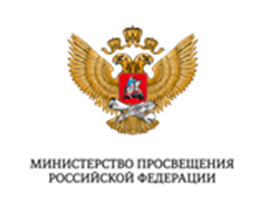 МИНИСТЕРСТВО ПРОСВЕЩЕНИЯ
РОССИЙСКОЙ ФЕДЕРАЦИИ